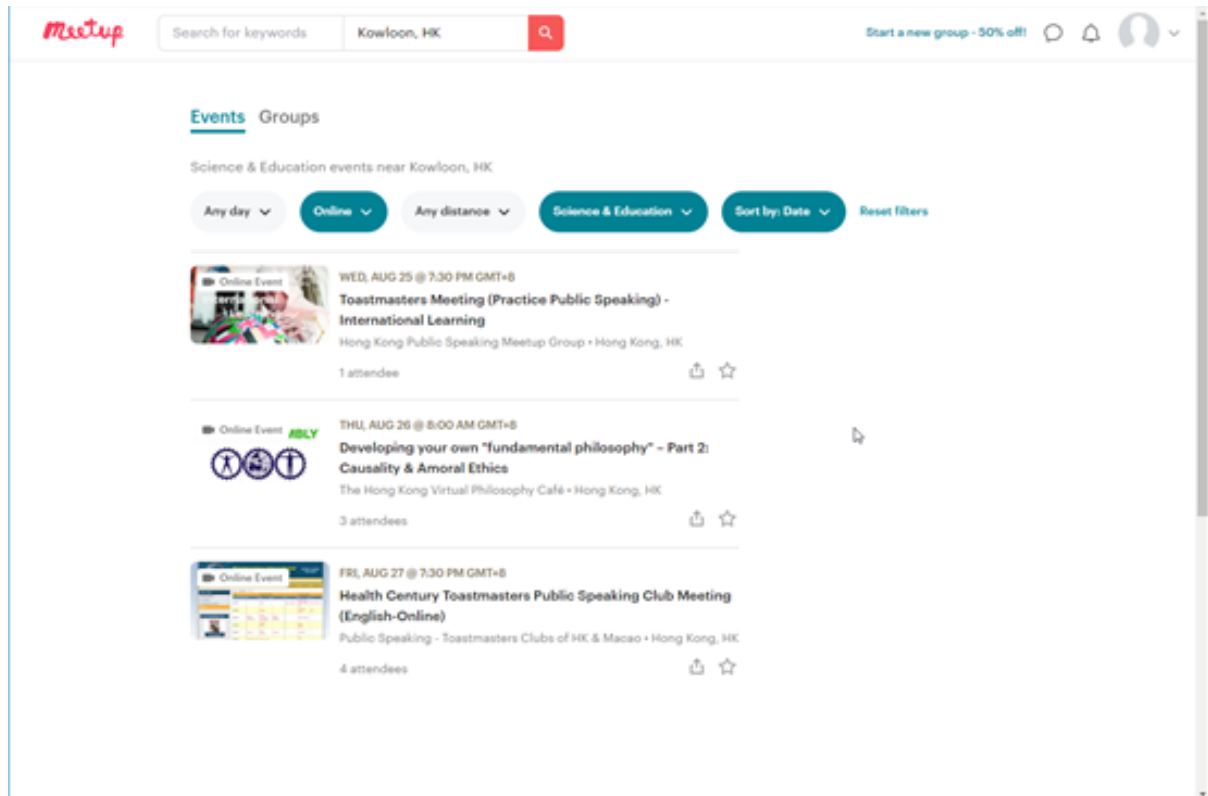 Meetup
Search for keywords
Kowloon, HK
Start a new group - 50% off!
Events Groups
Science & Education events near Kowloon, HK
Any day
Online
Any distance
Science & Education
Sort by: Date
Reset filters
Online Event
WED, AUG 25 @ 7:30 PM GMT+8
Toastmasters Meeting (Practice Public Speaking) -
International Learning
Hong Kong Public Speaking Meetup Group • Hong Kong, HK
1 attendee
Online Event
THU, AUG 26 @ 8:00 AM GMT+8
Developing your own "fundamental philosophy" – Part 2:
Causality & Amoral Ethics
The Hong Kong Virtual Philosophy Café • Hong Kong, HK
3 attendees
Online Event
FRI, AUG 27 @ 7:30 PM GMT+8
Health Century Toastmasters Public Speaking Club Meeting
(English-Online)
Public Speaking - Toastmasters Clubs of HK & Macao • Hong Kong, HK
4 attendees